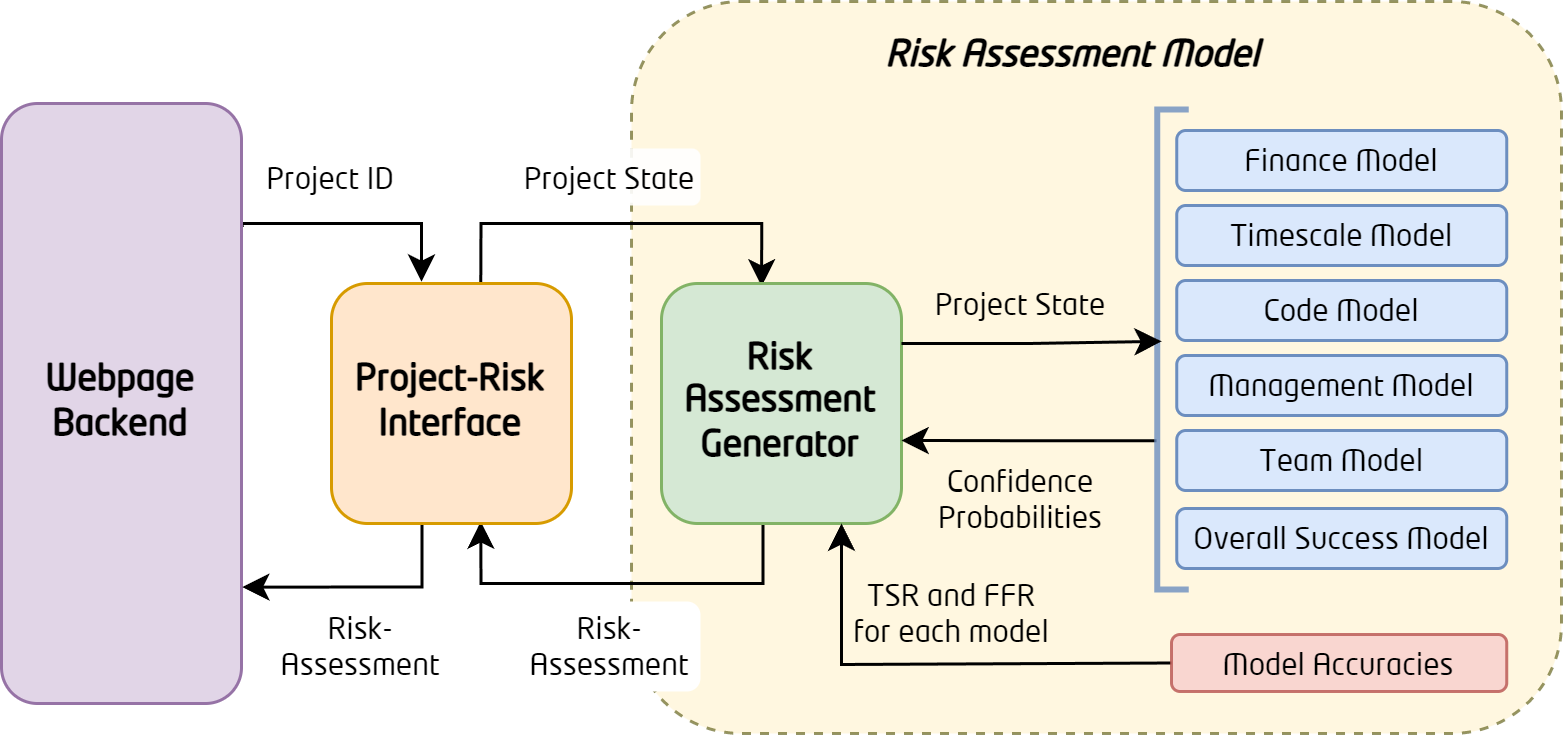 Risk Assessment Model
Project ID
Project State
Webpage
Backend
Project-Risk
Interface
Risk
Assessment
Generator
Project State
Confidence
Probabilities
Finance Model
Timescale Model
Code Model
Management Model
Team Model
Overall Success Model
TSR and FFR
for each model
Model Accuracies
Risk-
Assessment
Risk-
Assessment